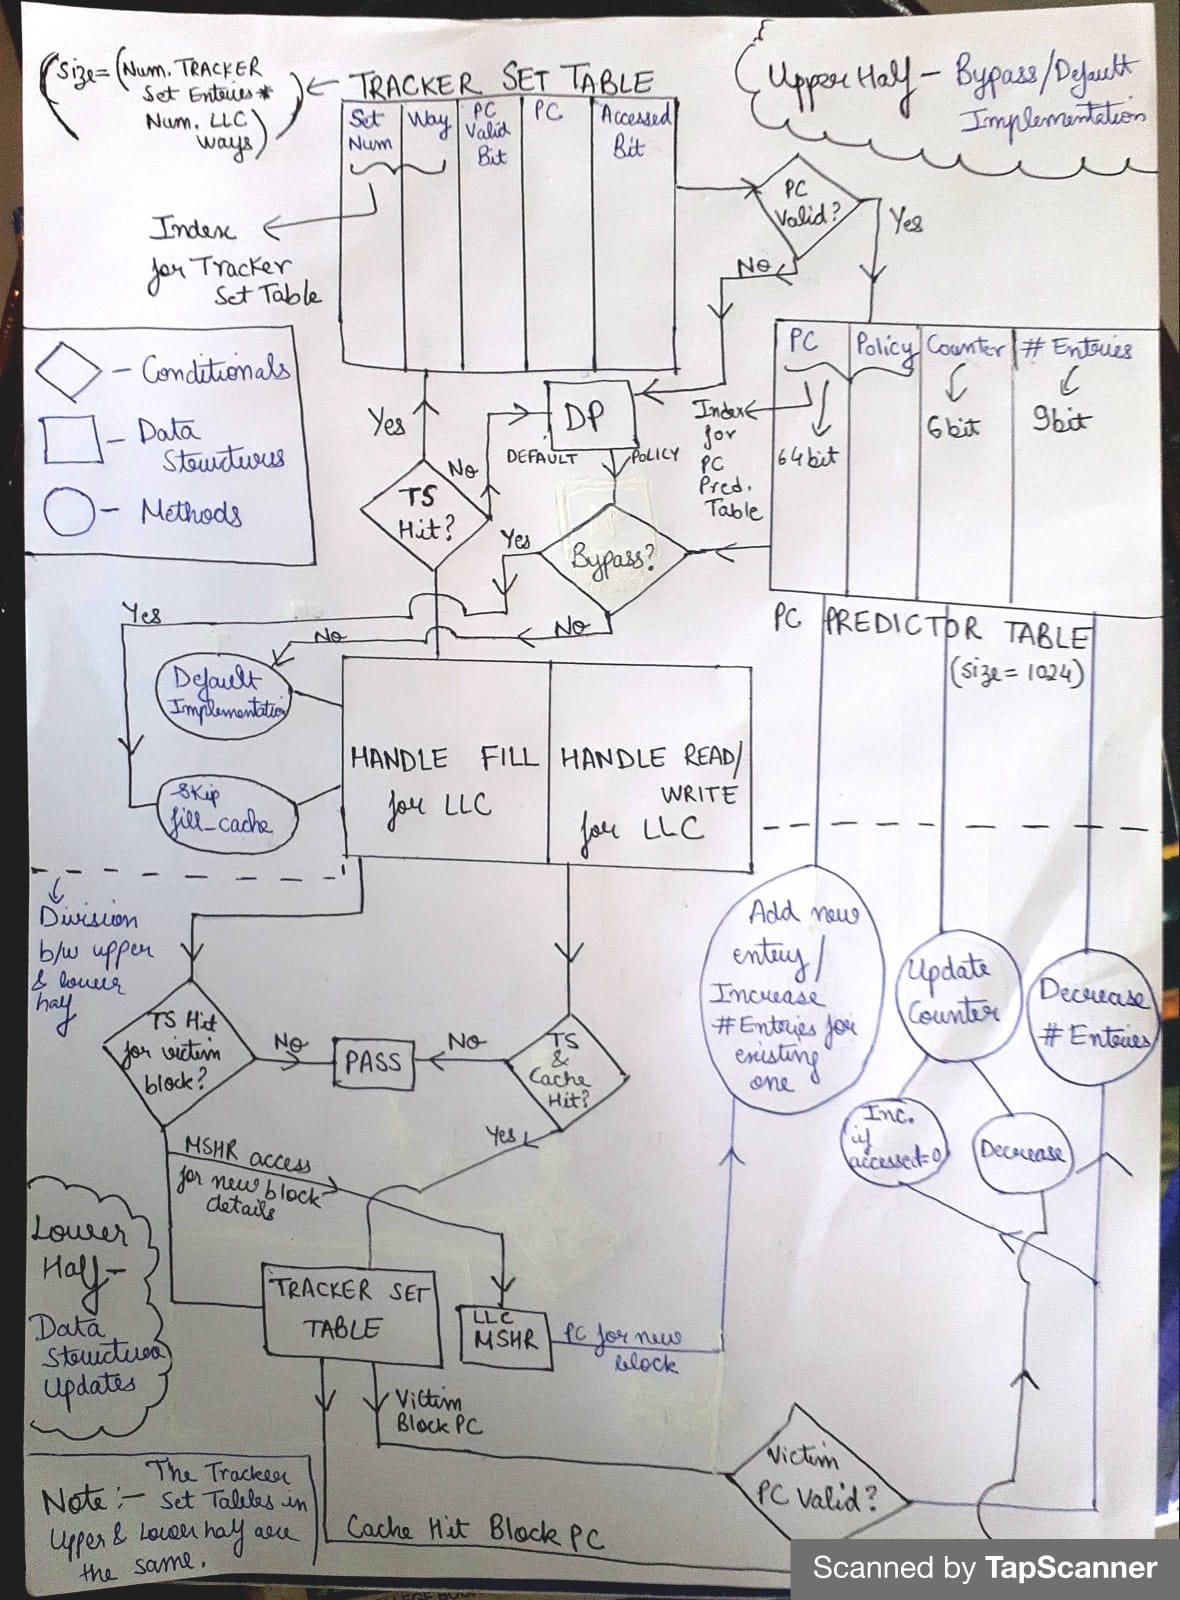 (Size= (Num. TRACKER
Set Entries *
Num. LLC
ways))
← TRACKER SET TABLE
Upper Half - Bypass/Default
Implementation
Set
Num
Way
PC
Valid
Bit
PC
Accessed
Bit
Index
for Tracker
Set Table
PC
Valid?
Yes
No
◇ - Conditionals
□ - Data
Structures
○ - Methods
PC
Policy
Counter
# Entries
64bit
6bit
9bit
Index
for
PC
Pred.
Table
Yes
DP
DEFAULT
POLICY
No
TS
Hit?
Yes
Bypass?
Yes
No
No
PC PREDICTOR TABLE
(size = 1024)
Default
Implementation
Skip
fill_cache
HANDLE FILL
for LLC
HANDLE READ/
WRITE
for LLC
Division
b/w upper
& lower
half
TS Hit
for victim
block?
No
PASS
No
TS
&
Cache
Hit?
Yes
Add new
entry /
Increase
# Entries for
existing
one
Update
Counter
Decrease
# Entries
Inc.
if
accessed=0
Decrease
MSHR access
for new block
details
Lower
Half -
Data
Structures
Updates
TRACKER SET
TABLE
LLC
MSHR
PC for new
block
Victim
Block PC
Victim
PC Valid?
Cache Hit Block PC
The Tracker
Note :- Set Tables in
Upper & Lower half are
the same.
Scanned by TapScanner